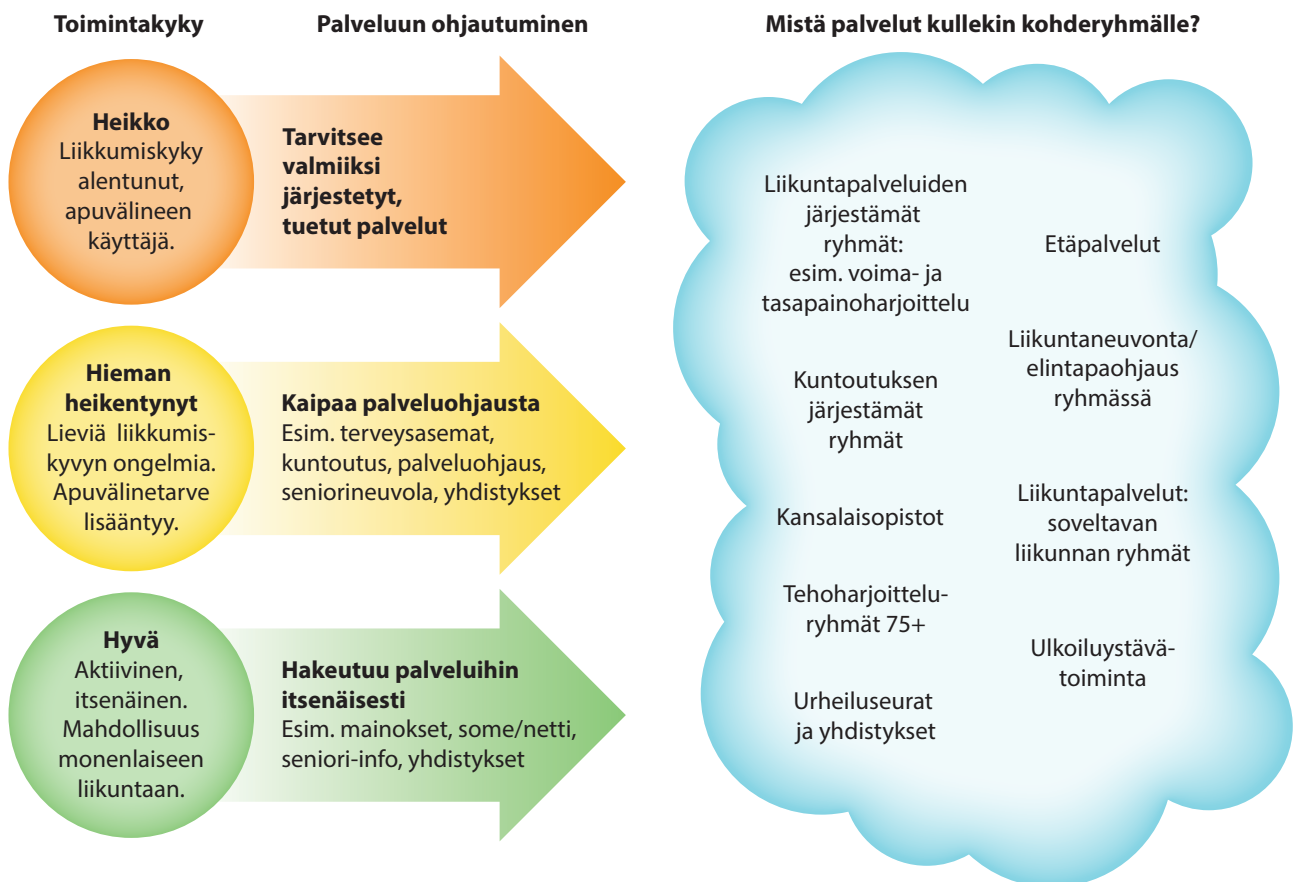 Toimintakyky
Palveluun ohjautuminen
Mistä palvelut kullekin kohderyhmälle?
Heikko
Liikkumiskyky
alentunut,
apuvälineen
käyttäjä.
Tarvitsee
valmiiksi
järjestetyt,
tuetut palvelut
Hieman
heikentynyt
Lieviä liikkumis-
kyvyn ongelmia.
Apuvälinetarve
lisääntyy.
Kaipaa palveluohjausta
Esim. terveysasemat,
kuntoutus, palveluohjaus,
seniorineuvola, yhdistykset
Hyvä
Aktiivinen,
itsenäinen.
Mahdollisuus
monenlaiseen
liikuntaan.
Hakeutuu palveluihin
itsenäisesti
Esim. mainokset, some/netti,
seniori-info, yhdistykset
Liikuntapalveluiden
järjestämät
ryhmät:
esim. voima- ja
tasapainoharjoittelu
Kuntoutuksen
järjestämät
ryhmät
Kansalaisopistot
Tehoharjoittelu-
ryhmät 75+
Urheiluseurat
ja yhdistykset
Etäpalvelut
Liikuntaneuvonta/
elintapaohjaus
ryhmässä
Liikuntapalvelut:
soveltavan
liikunnan ryhmät
Ulkoiluystävä-
toiminta